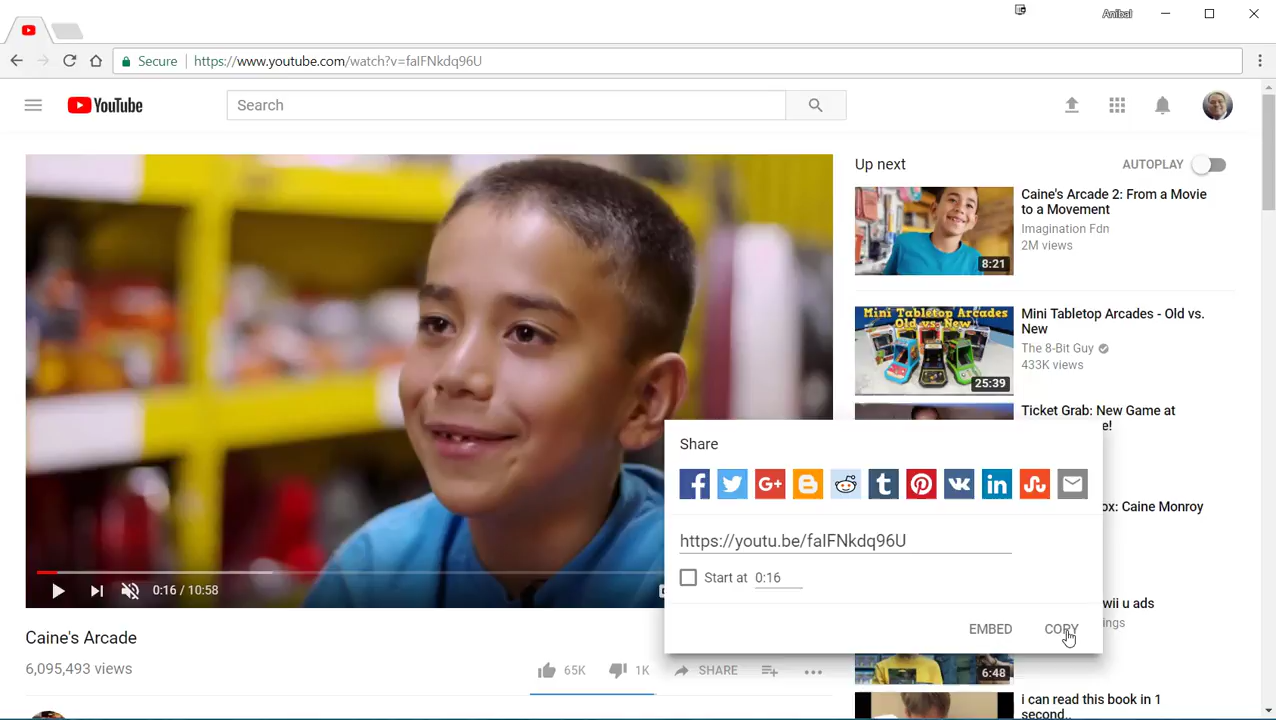 Anibal
Secure
https://www.youtube.com/watch?v=faIFNkdq96U
YouTube
Search
Up next
AUTOPLAY
Caine's Arcade 2: From a Movie
to a Movement
Imagination Fdn
2M views
8:21
Mini Tabletop Arcades
Old vs. New
25:39
Mini Tabletop Arcades - Old vs.
New
The 8-Bit Guy
433K views
Ticket Grab: New Game at
e!
Share
G+
t
in
https://youtu.be/faIFNkdq96U
ox: Caine Monroy
Start at 0:16
wii u ads
ngs
EMBED
COPY
0:16 / 10:58
Caine's Arcade
6,095,493 views
65K
1K
SHARE
6:48
i can read this book in 1
second..